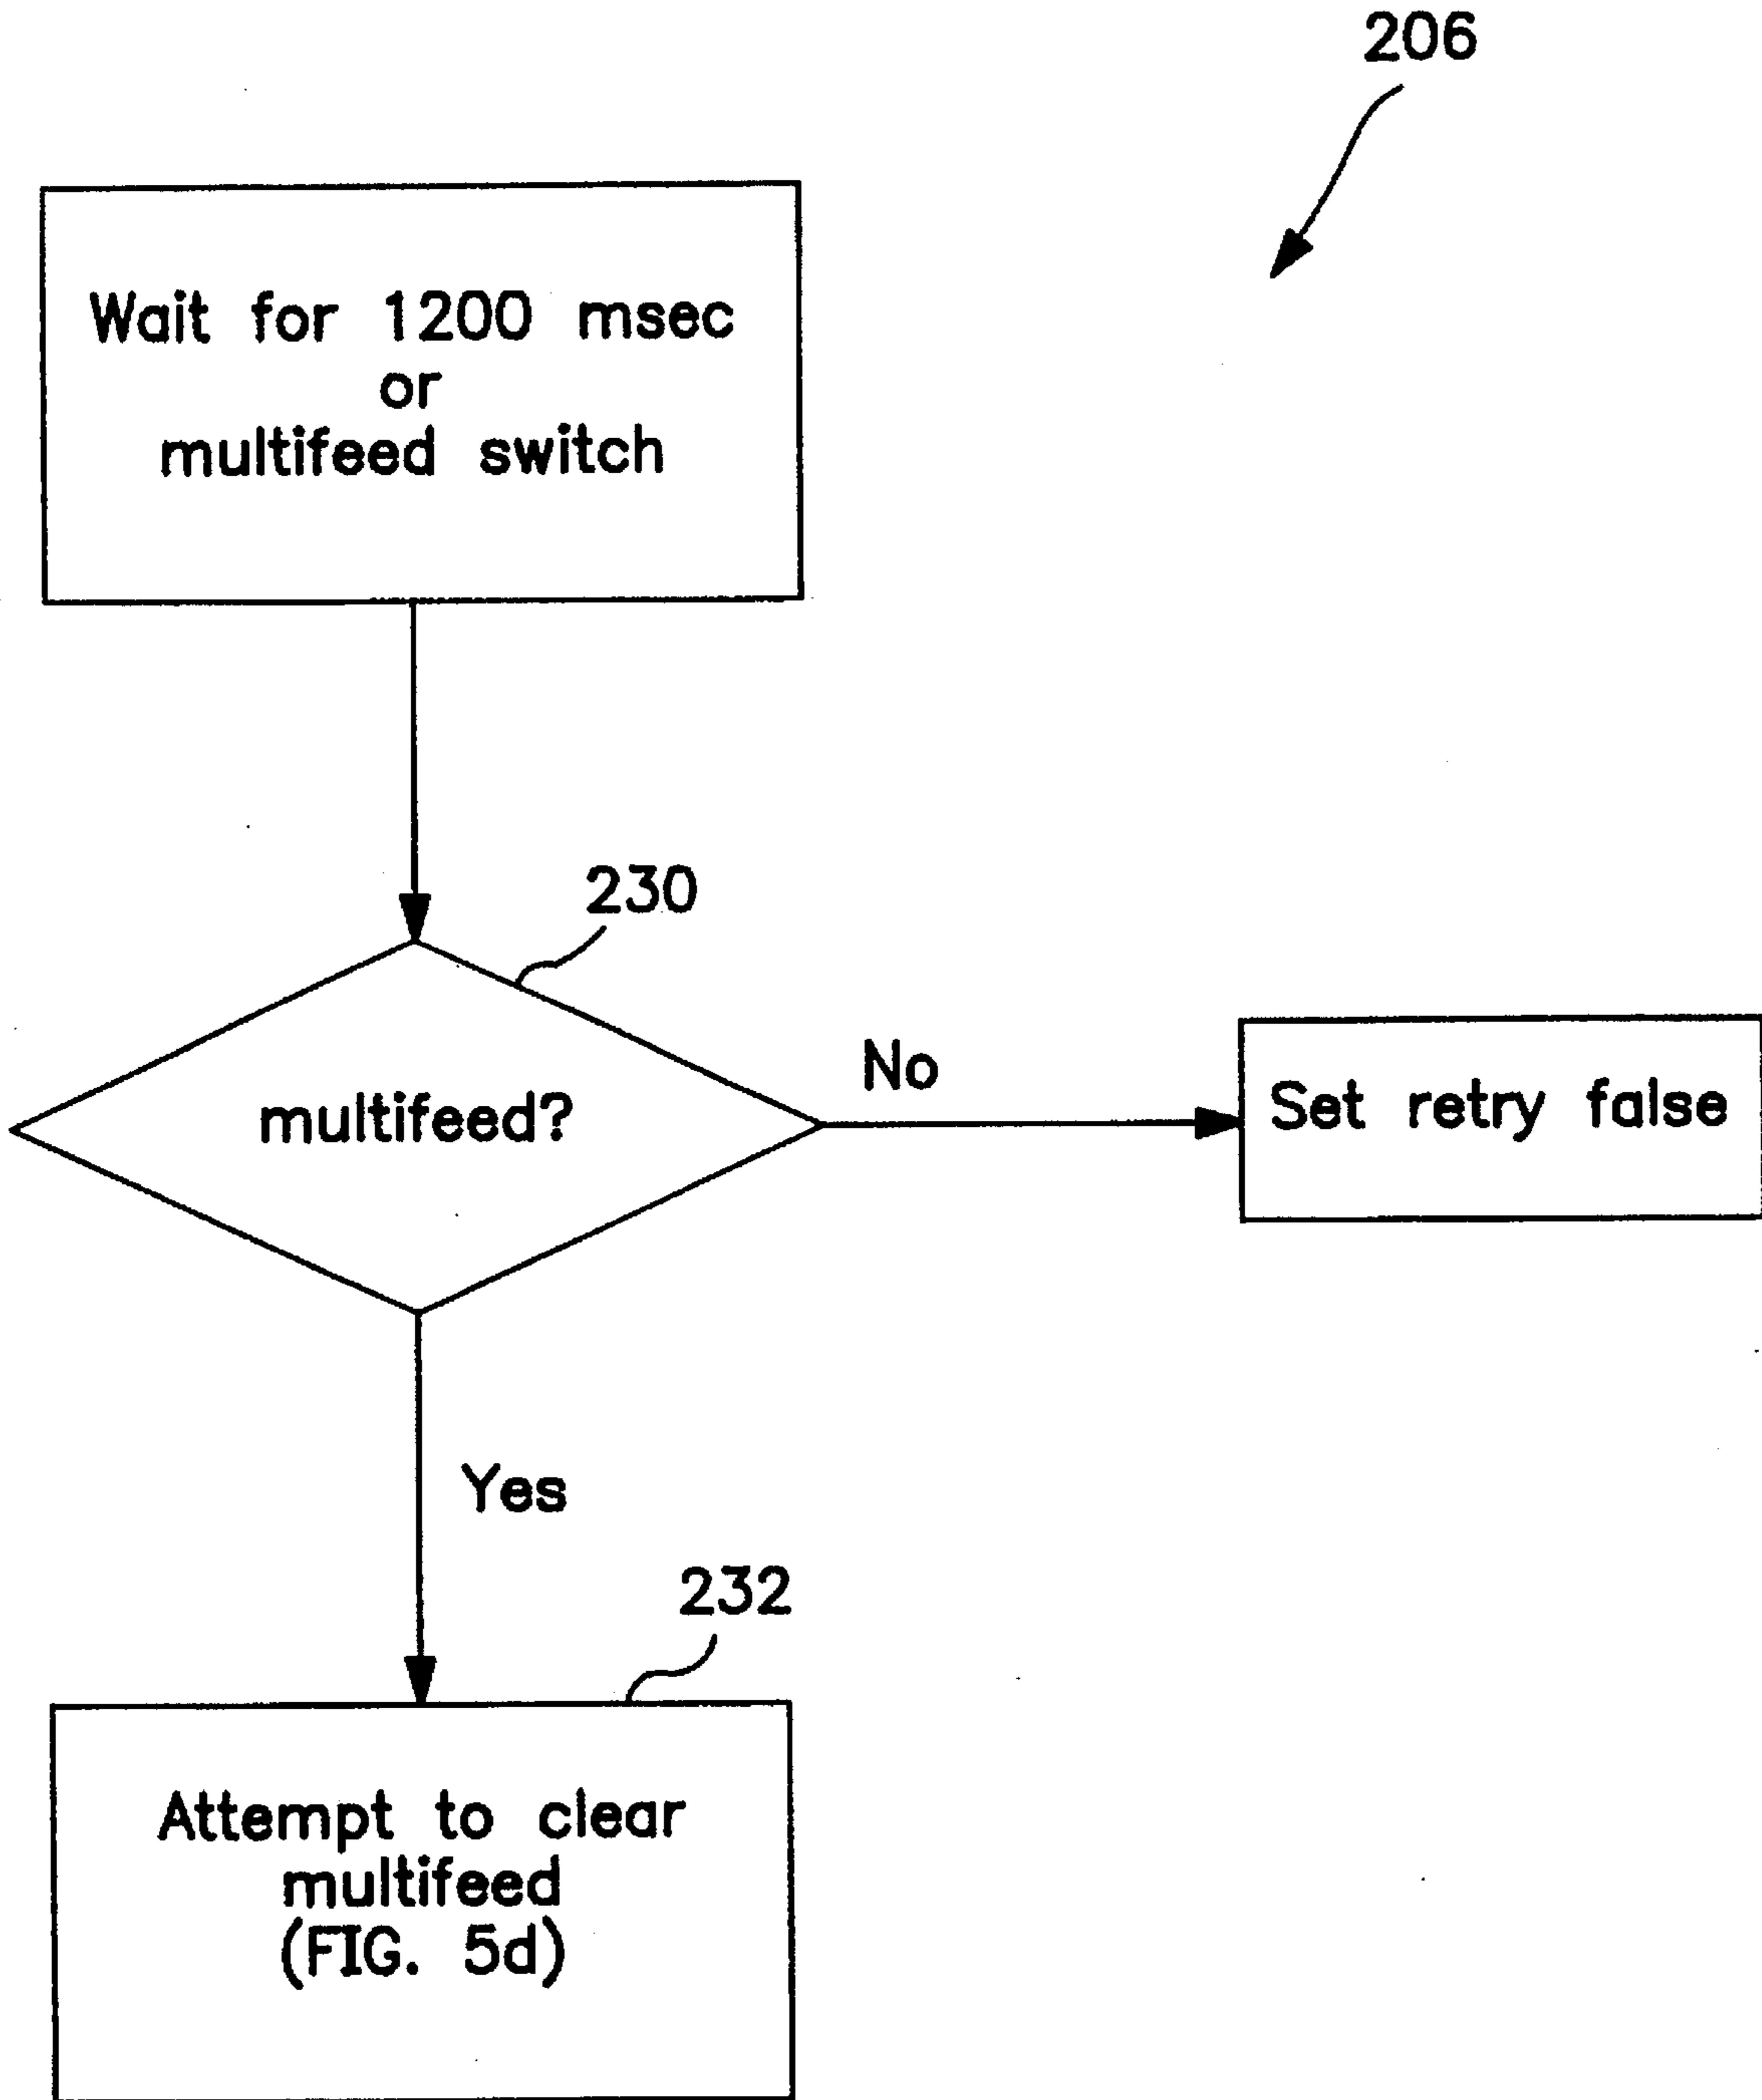 206
Wait for 1200 msec
or
multifeed switch
230
multifeed?
No
Set retry false
Yes
232
Attempt to clear
multifeed
(FIG. 5d)